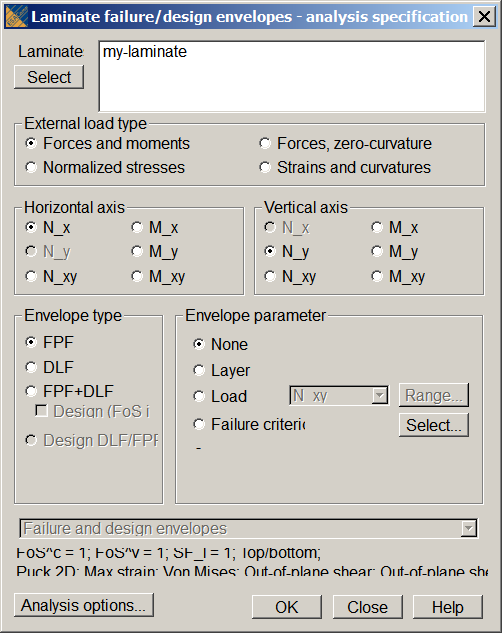 Laminate failure/design envelopes - analysis specification
Laminate
my-laminate
Select
External load type
Forces and moments
Forces, zero-curvature
Normalized stresses
Strains and curvatures
Horizontal axis
N_x
M_x
N_y
M_y
N_xy
M_xy
Vertical axis
N_x
M_x
N_y
M_y
N_xy
M_xy
Envelope type
FPF
DLF
FPF+DLF
Design (FoS i
Design DLF/FPF
Envelope parameter
None
Layer
Load
N_xy
Range...
Failure criteric
Select...
Failure and design envelopes
FoS^c = 1; FoS^v = 1; SF_l = 1; Top/bottom;
Puck 2D; Max strain; Von Mises; Out-of-plane shear; Out-of-plane she
Analysis options...
OK
Close
Help